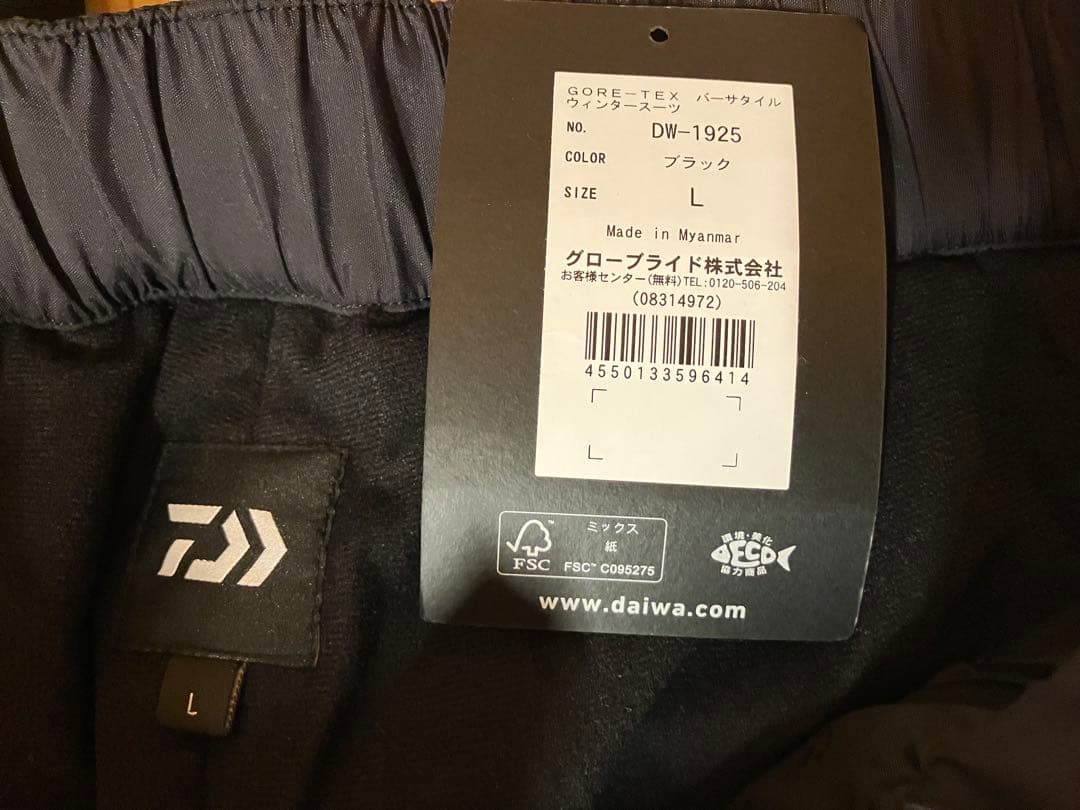 GORE-TEX バーサタイル
ウィンタースーツ
NO. DW-1925
COLOR ブラック
SIZE L
Made in Myanmar
グローブライド株式会社
お客様センター(無料)TEL:0120-506-204
(08314972)
4550133596414
ミックス
紙
FSC
FSC™ C095275
環境・美化
ECO
協力商品
www.daiwa.com
L